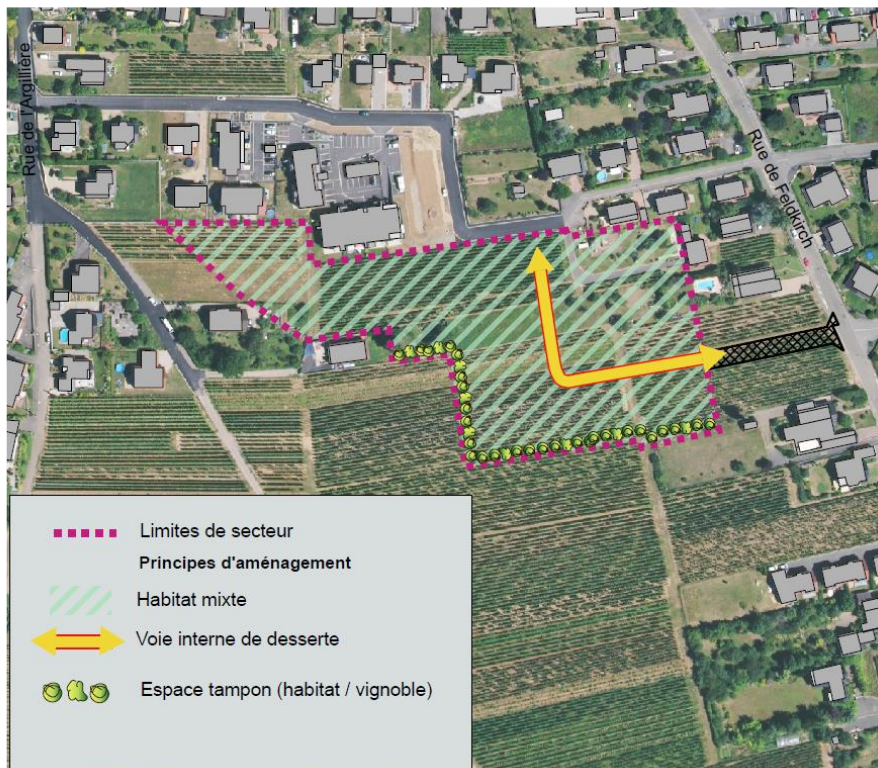 Rue de l'Argillière
Rue de Feldkirch
Limites de secteur
Principes d'aménagement
Habitat mixte
Voie interne de desserte
Espace tampon (habitat / vignoble)